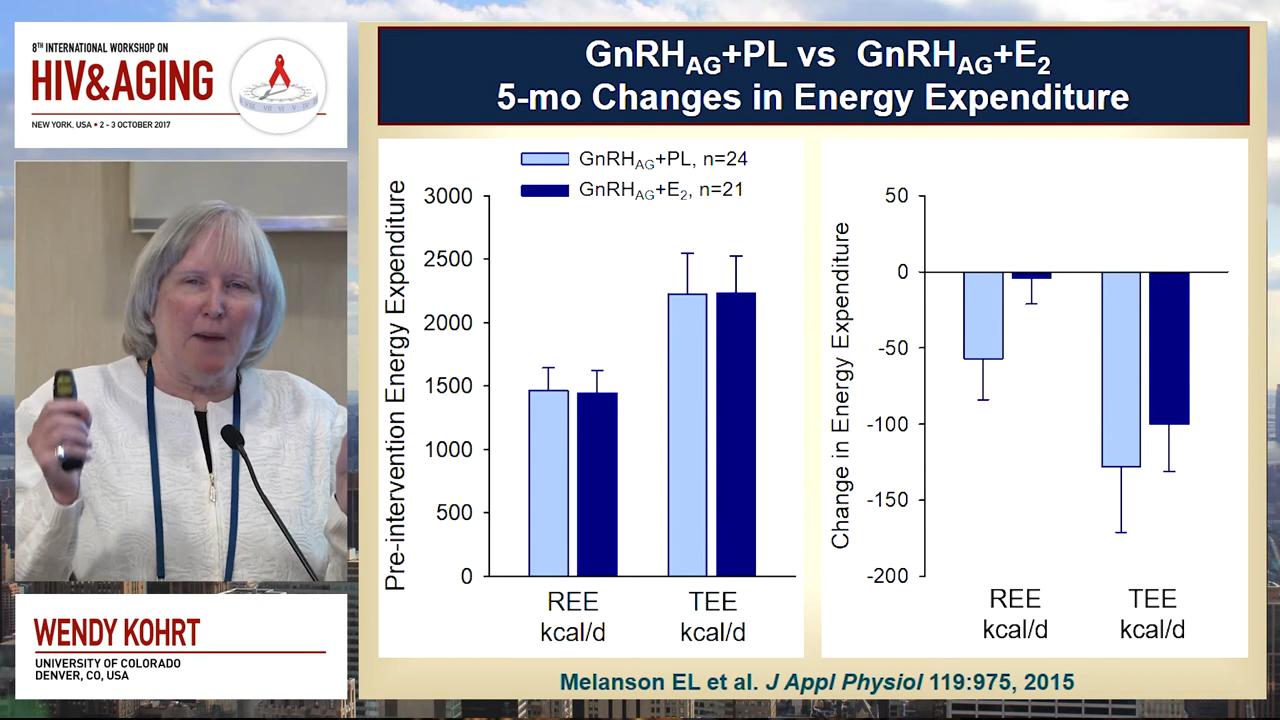 8TH INTERNATIONAL WORKSHOP ON
HIV&AGING
NEW YORK, USA • 2 - 3 OCTOBER 2017
WENDY KOHRT
UNIVERSITY OF COLORADO
DENVER, CO, USA
GnRHAG+PL vs GnRHAG+E2
5-mo Changes in Energy Expenditure
GnRHAG+PL, n=24
GnRHAG+E2, n=21
Pre-intervention Energy Expenditure
3000
2500
2000
1500
1000
500
0
REE TEE
kcal/d kcal/d
Change in Energy Expenditure
50
0
-50
-100
-150
-200
REE TEE
kcal/d kcal/d
Melanson EL et al. J Appl Physiol 119:975, 2015